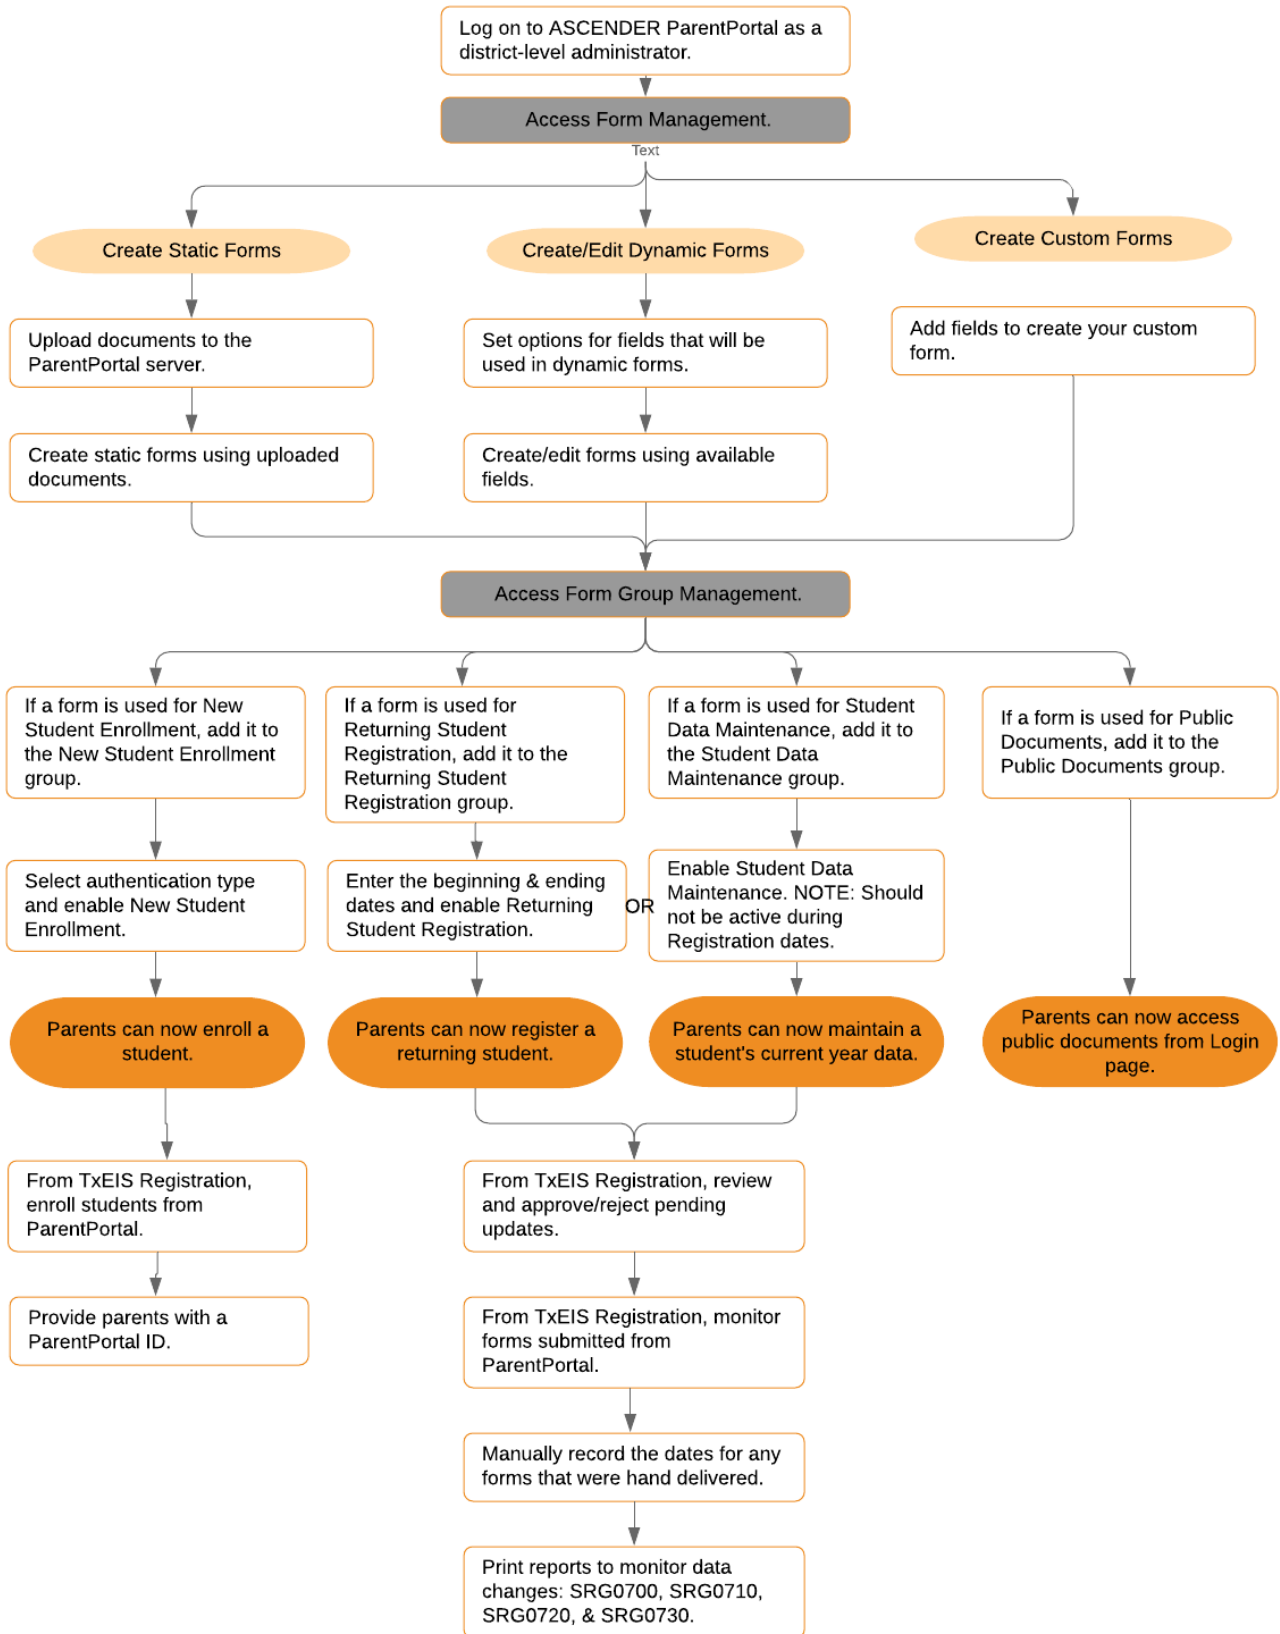 Log on to ASCENDER ParentPortal as a
district-level administrator.
Access Form Management.
Text
Create Static Forms
Create/Edit Dynamic Forms
Create Custom Forms
Upload documents to the
ParentPortal server.
Set options for fields that will be
used in dynamic forms.
Add fields to create your custom
form.
Create static forms using uploaded
documents.
Create/edit forms using available
fields.
Access Form Group Management.
If a form is used for New
Student Enrollment, add it to
the New Student Enrollment
group.
If a form is used for
Returning Student
Registration, add it to the
Returning Student
Registration group.
If a form is used for Student
Data Maintenance, add it to
the Student Data
Maintenance group.
If a form is used for Public
Documents, add it to the
Public Documents group.
Select authentication type
and enable New Student
Enrollment.
Enter the beginning & ending
dates and enable Returning
Student Registration.
OR
Enable Student Data
Maintenance. NOTE: Should
not be active during
Registration dates.
Parents can now enroll a
student.
Parents can now register a
returning student.
Parents can now maintain a
student's current year data.
Parents can now access
public documents from Login
page.
From TxEIS Registration,
enroll students from
ParentPortal.
From TxEIS Registration, review
and approve/reject pending
updates.
Provide parents with a
ParentPortal ID.
From TxEIS Registration, monitor
forms submitted from
ParentPortal.
Manually record the dates for any
forms that were hand delivered.
Print reports to monitor data
changes: SRG0700, SRG0710,
SRG0720, & SRG0730.